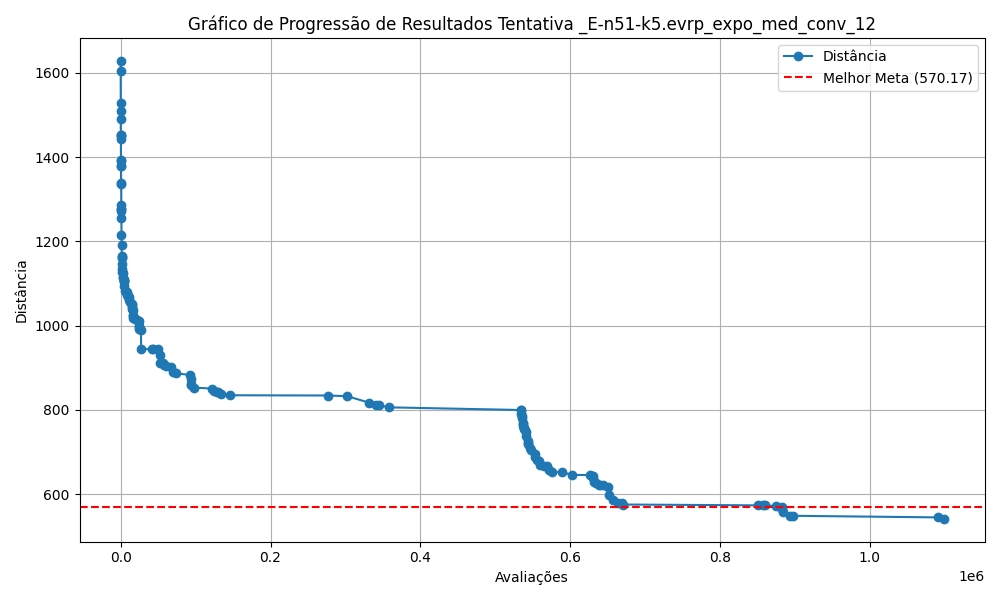 Gráfico de Progressão de Resultados Tentativa _E-n51-k5.evrp_expo_med_conv_12
Distância
Melhor Meta (570.17)
Distância
1600
1400
1200
1000
800
600
0.0
0.2
0.4
0.6
0.8
1.0
1e6
Avaliações